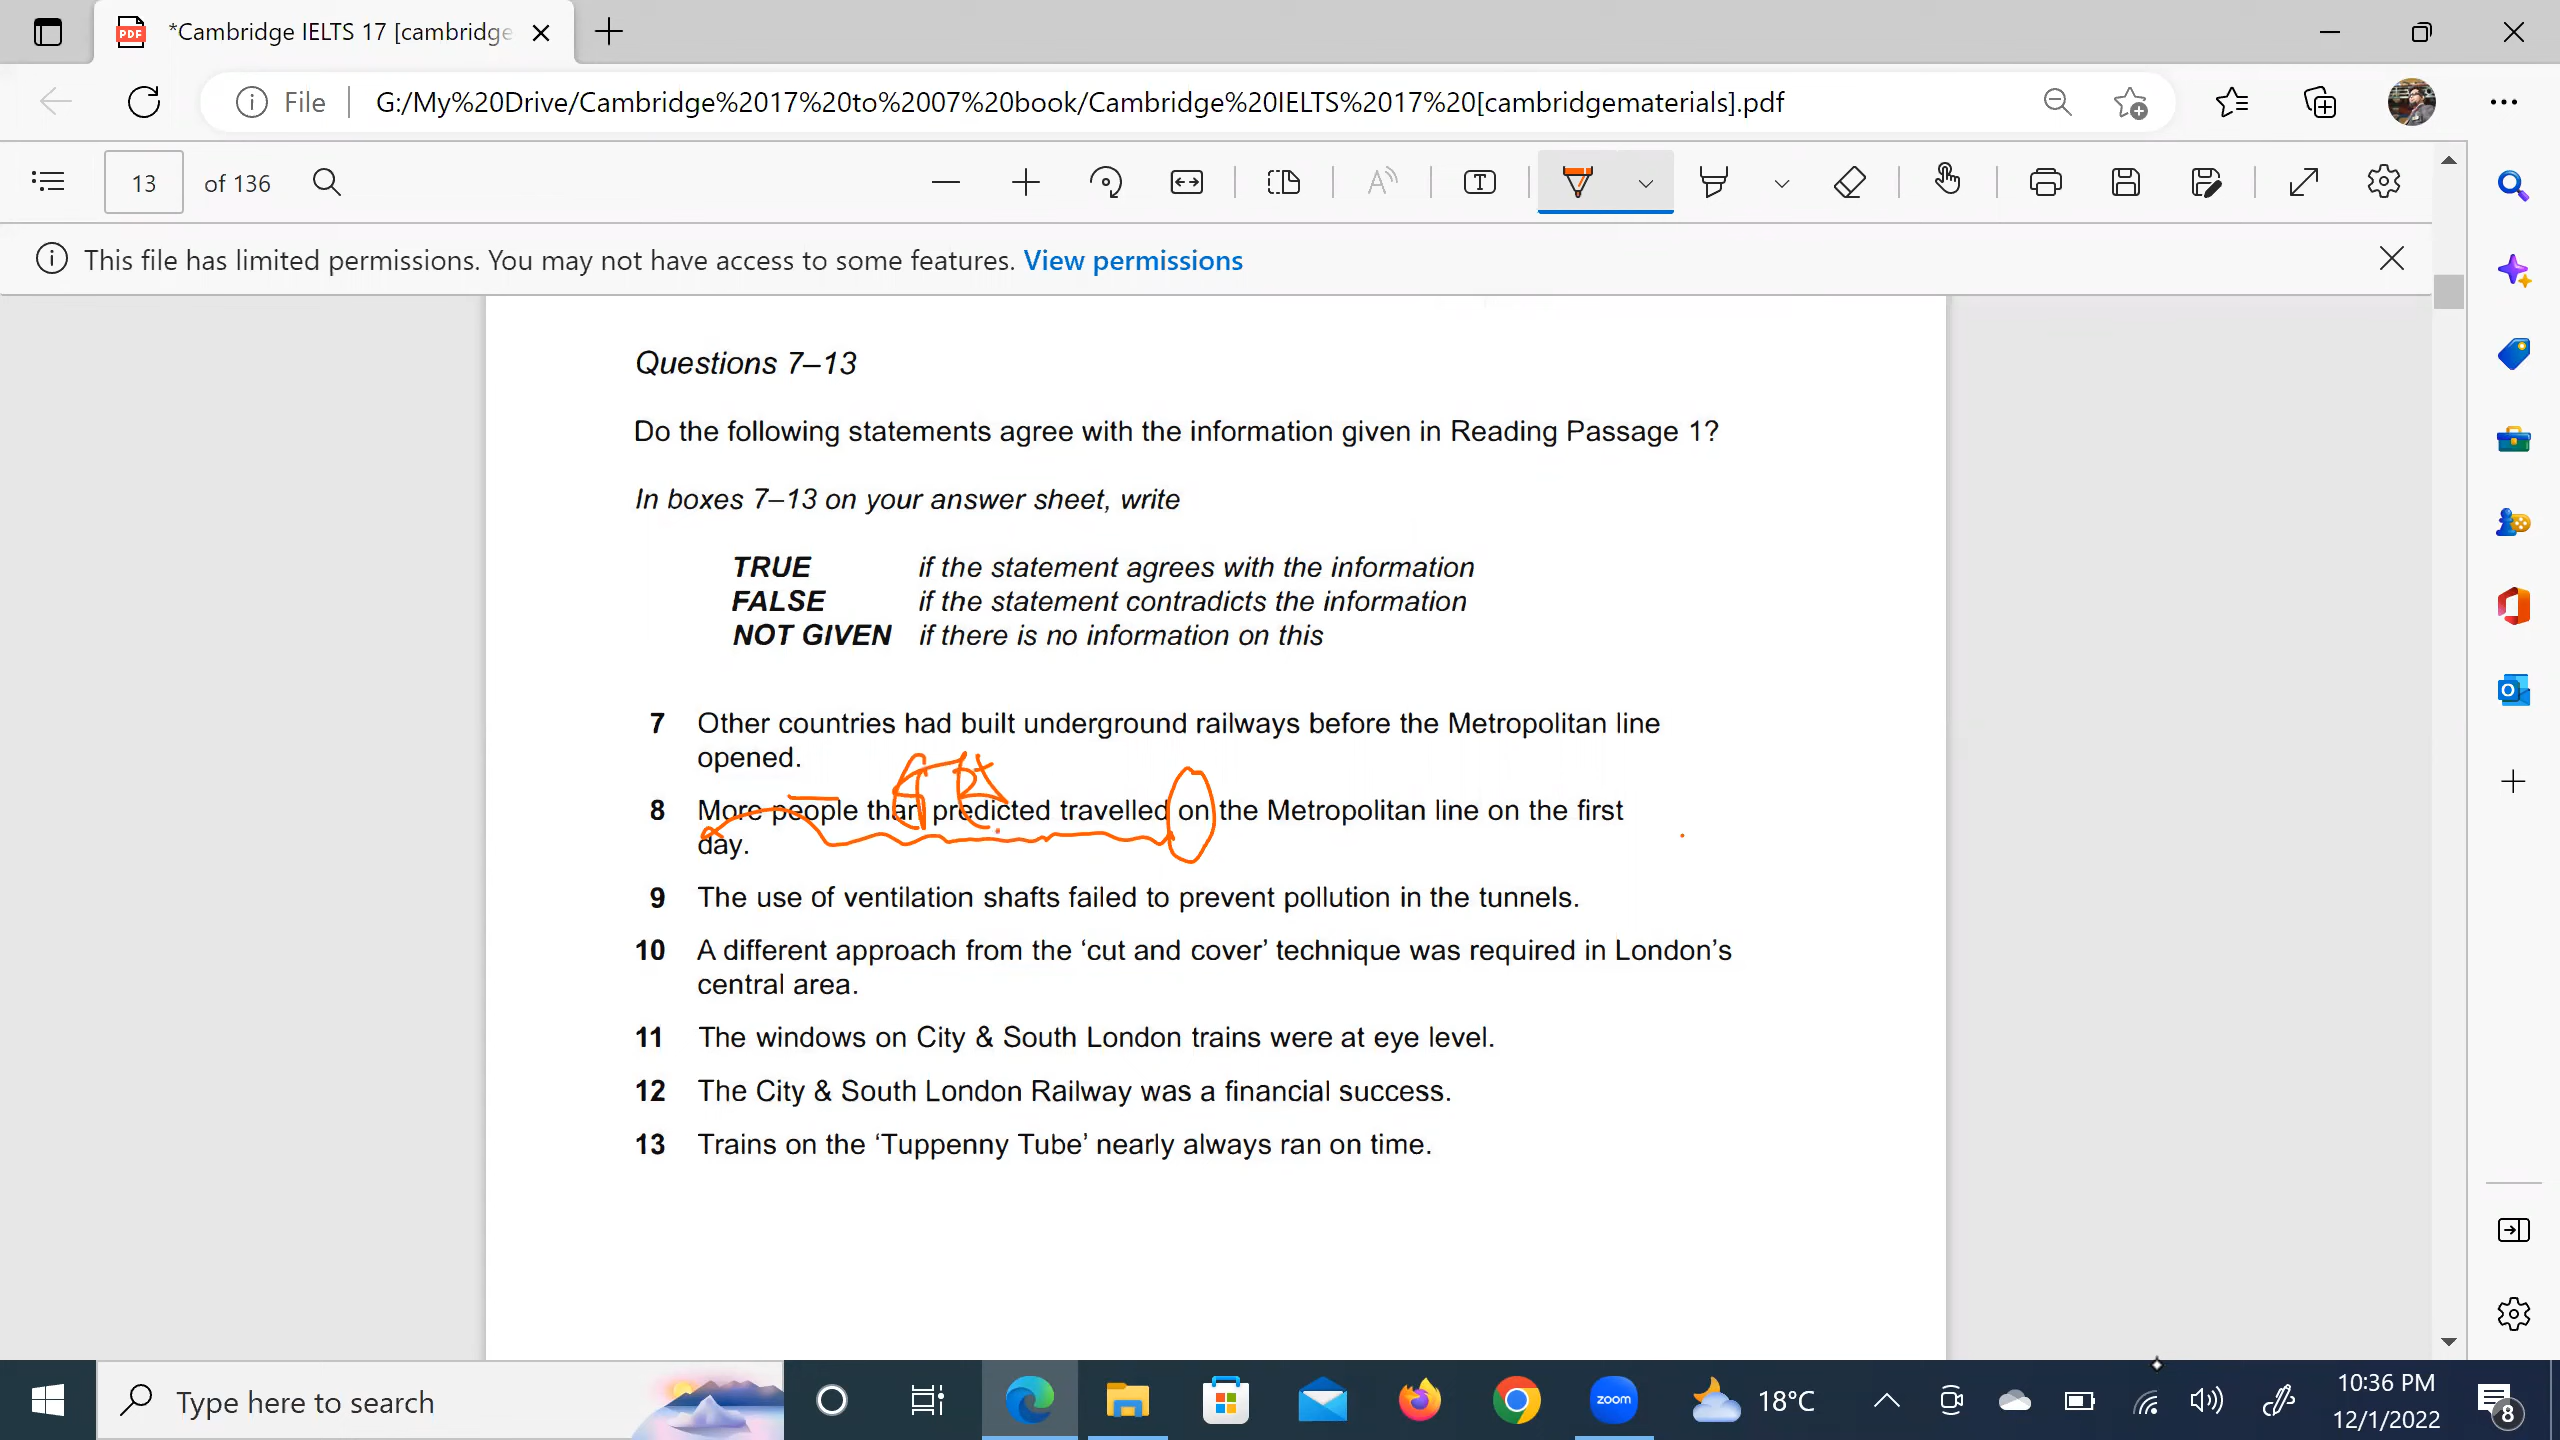 *Cambridge IELTS 17 [cambridge
File
G:/My%20Drive/Cambridge%2017%20to%2007%20book/Cambridge%20IELTS%2017%20[cambridgematerials].pdf
13 of 136
This file has limited permissions. You may not have access to some features. View permissions
Questions 7–13
Do the following statements agree with the information given in Reading Passage 1?
In boxes 7–13 on your answer sheet, write
TRUE if the statement agrees with the information
FALSE if the statement contradicts the information
NOT GIVEN if there is no information on this
7 Other countries had built underground railways before the Metropolitan line
opened.
8 More people than predicted travelled on the Metropolitan line on the first
day.
9 The use of ventilation shafts failed to prevent pollution in the tunnels.
10 A different approach from the ‘cut and cover’ technique was required in London’s
central area.
11 The windows on City & South London trains were at eye level.
12 The City & South London Railway was a financial success.
13 Trains on the ‘Tuppenny Tube’ nearly always ran on time.
Type here to search
zoom
18°C
10:36 PM
12/1/2022
8